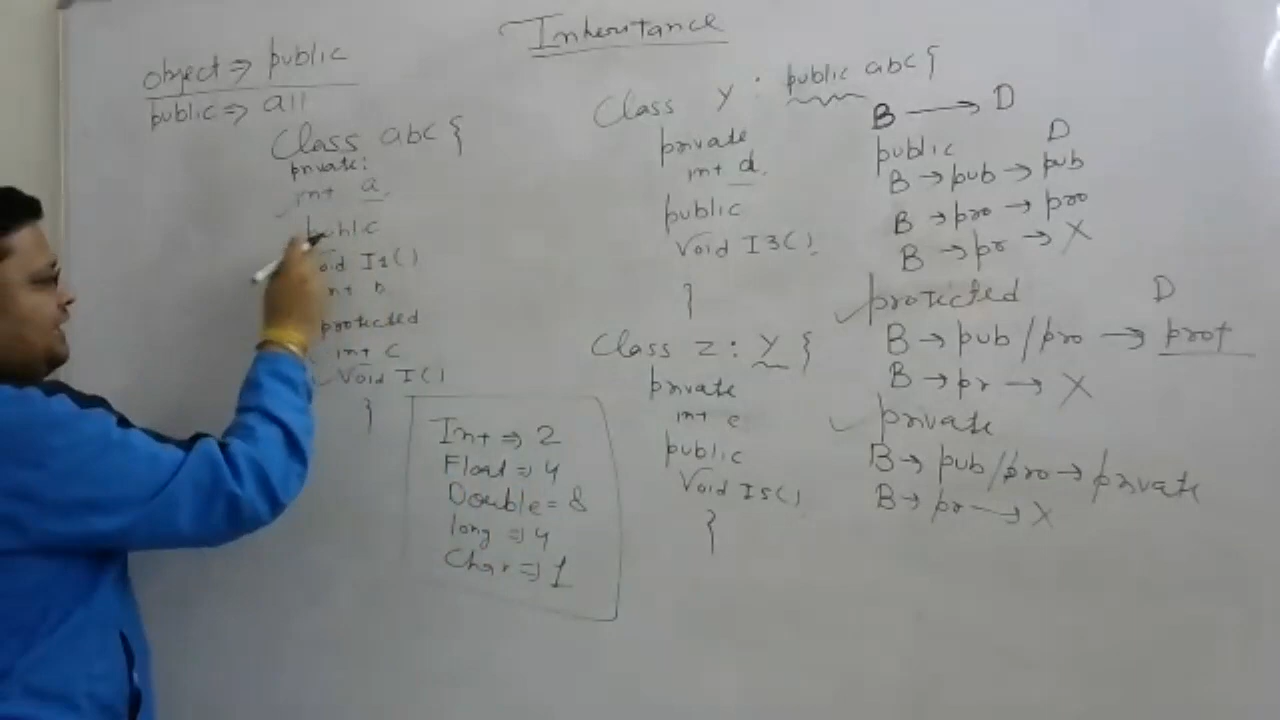 Inheritance
object => public
public => all
Class abc {
private:
int a
public
void I1()
int b
protected
int c
Void I()
}
Int => 2
Float => 4
Double = 8
long => 4
Char => 1
Class Y : public abc {
private
int d
public
Void I3()
}
Class Z : Y {
private
int e
public
Void I5()
}
B → D
public D
B → pub → pub
B → pro → pro
B → pr → X
protected D
B → pub/pro → prot
B → pr → X
private
B → pub/pro → private
B → pr → X